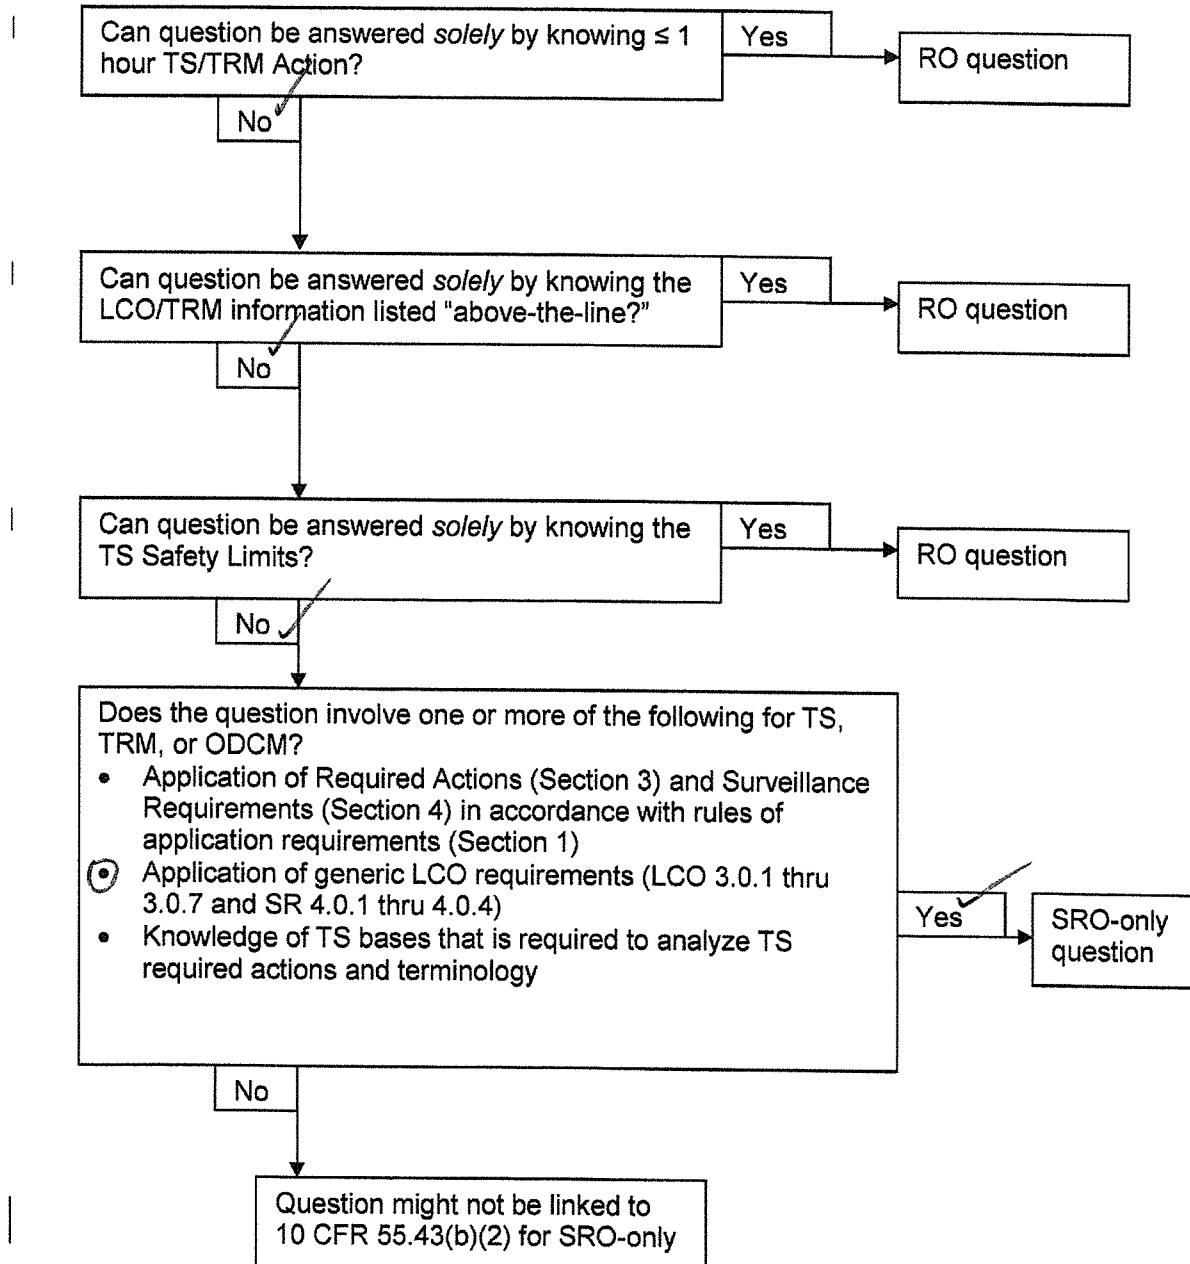 Can question be answered solely by knowing ≤ 1
hour TS/TRM Action?
Yes
RO question
No
Can question be answered solely by knowing the
LCO/TRM information listed "above-the-line?"
Yes
RO question
No
Can question be answered solely by knowing the
TS Safety Limits?
Yes
RO question
No
Does the question involve one or more of the following for TS,
TRM, or ODCM?
• Application of Required Actions (Section 3) and Surveillance
Requirements (Section 4) in accordance with rules of
application requirements (Section 1)
• Application of generic LCO requirements (LCO 3.0.1 thru
3.0.7 and SR 4.0.1 thru 4.0.4)
• Knowledge of TS bases that is required to analyze TS
required actions and terminology
Yes
SRO-only
question
No
Question might not be linked to
10 CFR 55.43(b)(2) for SRO-only